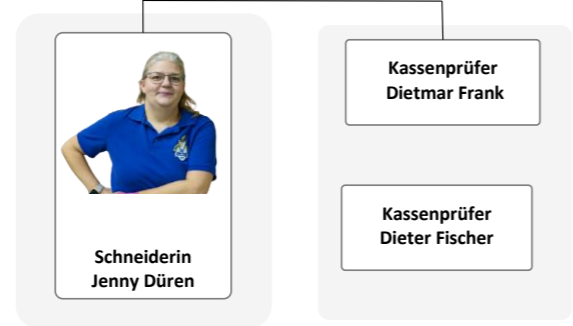 Schneiderin
Jenny Düren
Kassenprüfer
Dietmar Frank
Kassenprüfer
Dieter Fischer